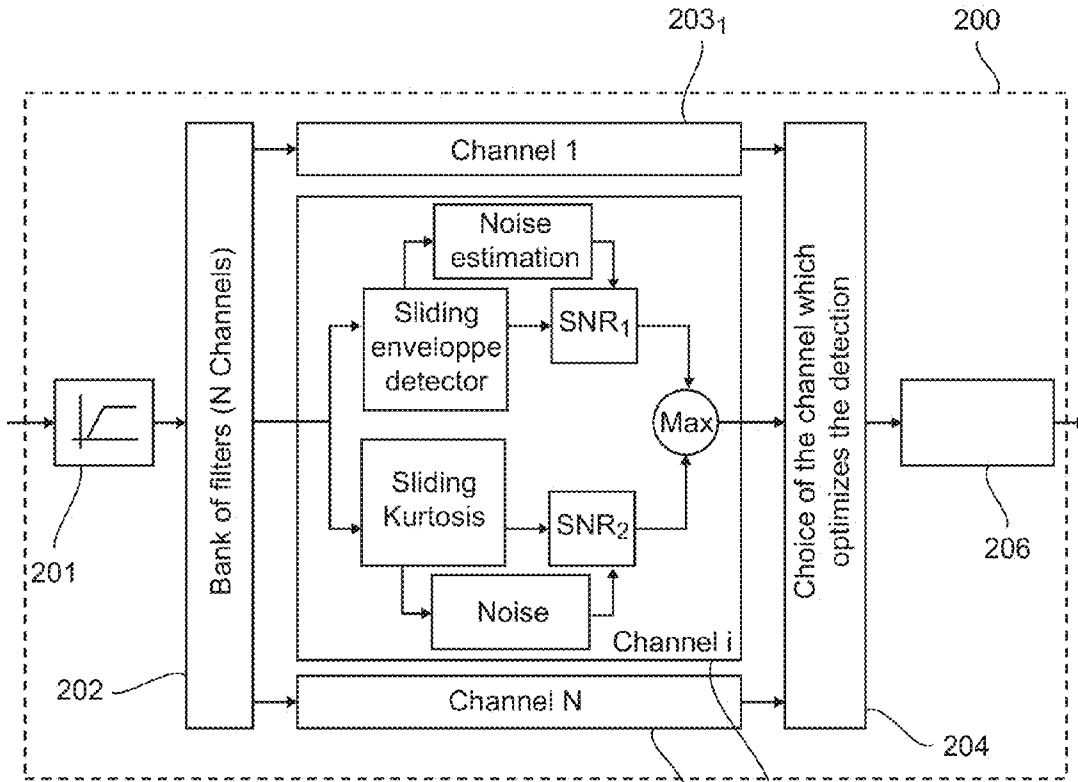 203₁
200
Channel 1
Noise
estimation
Sliding
enveloppe
detector
SNR₁
Max
Sliding
Kurtosis
SNR₂
Noise
Channel i
Channel N
Bank of filters (N Channels)
Choice of the channel which
optimizes the detection
201
202
204
206